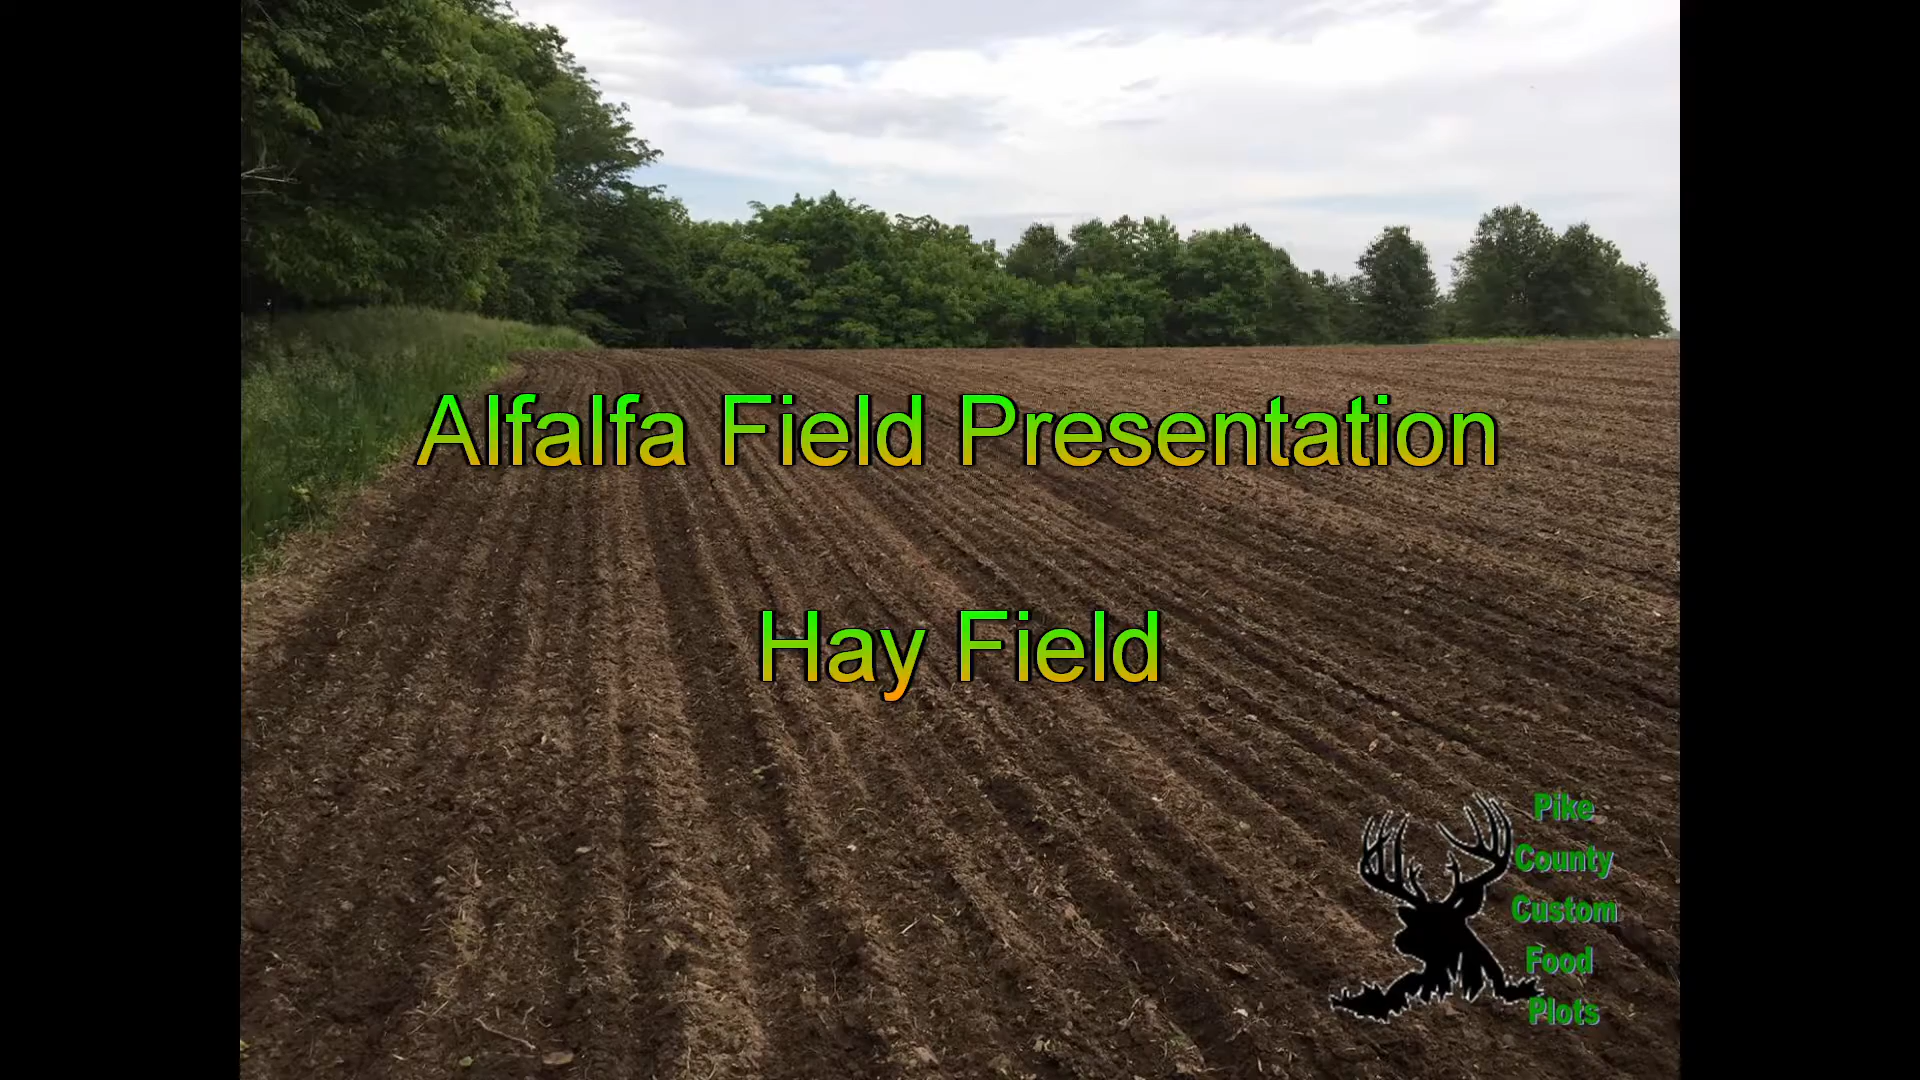 Alfalfa Field Presentation
Hay Field
Pike
County
Custom
Food
Plots